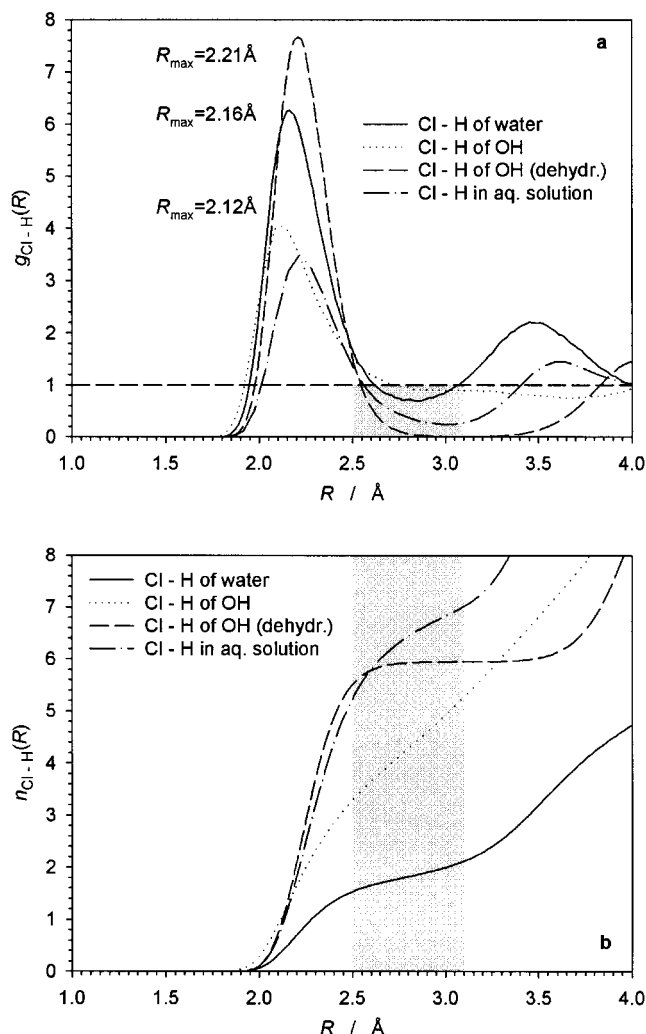 a
8
7
6
5
4
3
2
1
0
g Cl - H(R)
Rmax=2.21Å
Rmax=2.16Å
Rmax=2.12Å
Cl - H of water
Cl - H of OH
Cl - H of OH (dehydr.)
Cl - H in aq. solution
1.0 1.5 2.0 2.5 3.0 3.5 4.0
R / Å
8
7
6
5
4
3
2
1
0
n Cl - H(R)
Cl - H of water
Cl - H of OH
Cl - H of OH (dehydr.)
Cl - H in aq. solution
b
1.0 1.5 2.0 2.5 3.0 3.5 4.0
R / Å